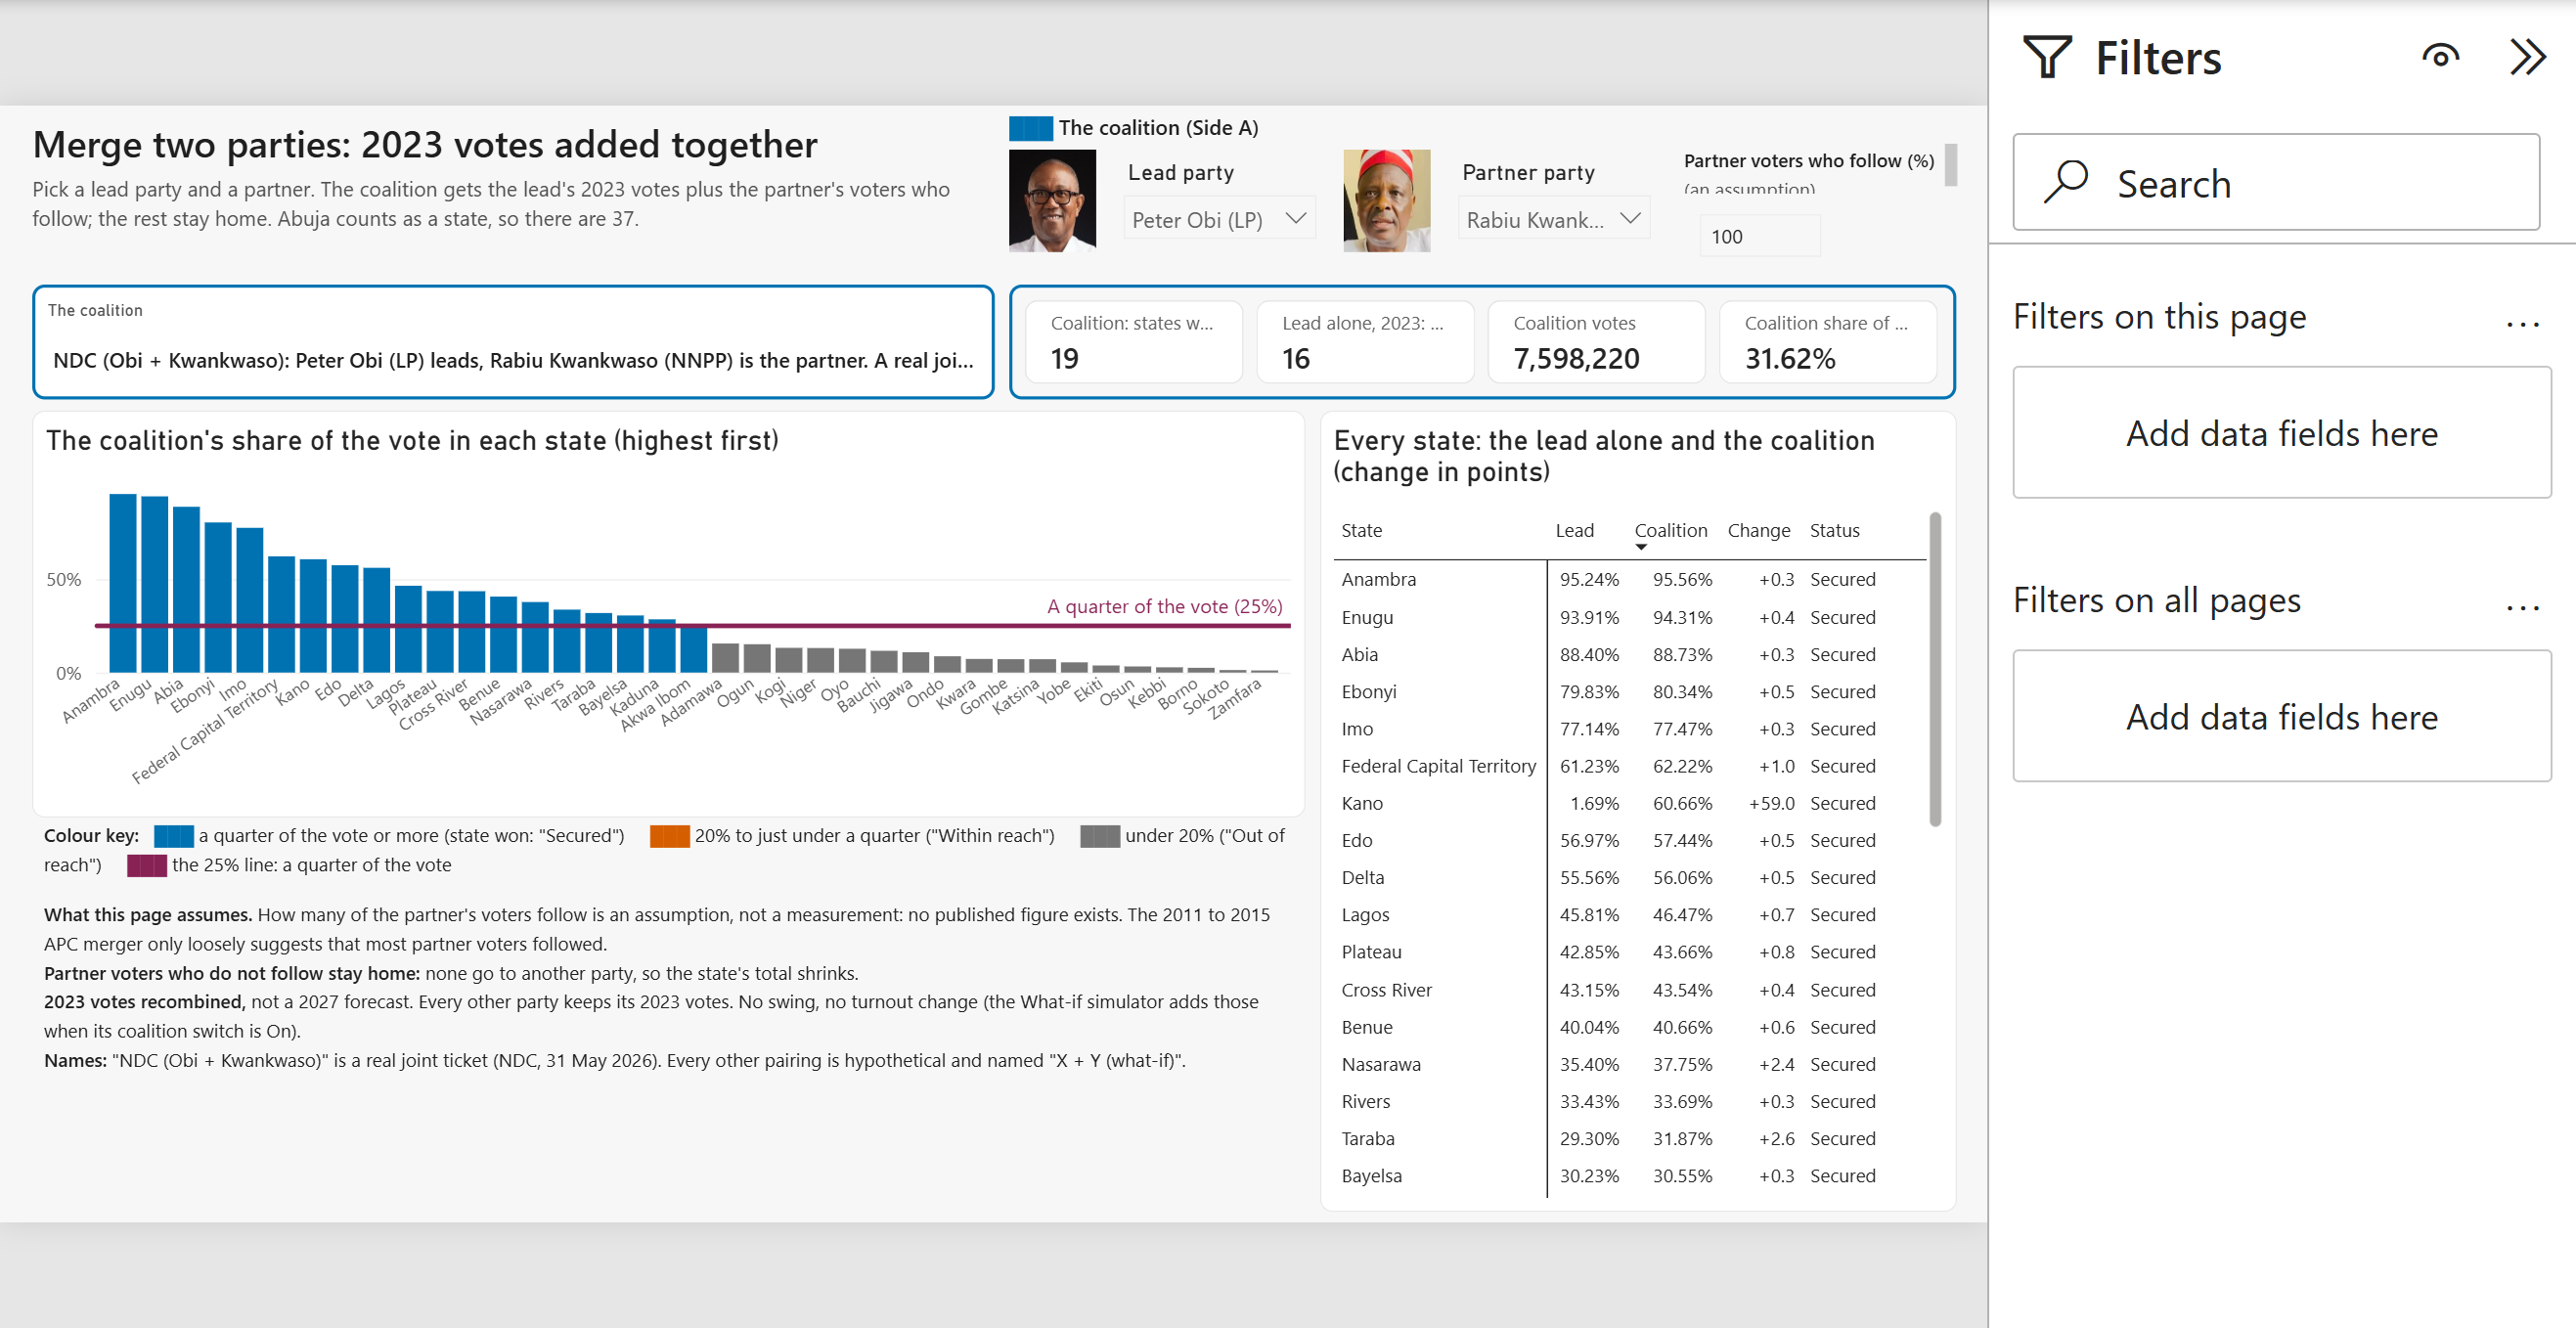 Merge two parties: 2023 votes added together
Pick a lead party and a partner. The coalition gets the lead's 2023 votes plus the partner's voters who
follow; the rest stay home. Abuja counts as a state, so there are 37.
The coalition (Side A)
Lead party
Peter Obi (LP)
Partner party
Rabiu Kwank...
Partner voters who follow (%)
(an assumption)
100
The coalition
NDC (Obi + Kwankwaso): Peter Obi (LP) leads, Rabiu Kwankwaso (NNPP) is the partner. A real joi...
Coalition: states w...
19
Lead alone, 2023: ...
16
Coalition votes
7,598,220
Coalition share of ...
31.62%
The coalition's share of the vote in each state (highest first)
50%
0%
A quarter of the vote (25%)
Anambra
Enugu
Abia
Ebonyi
Imo
Federal Capital Territory
Kano
Edo
Delta
Lagos
Plateau
Cross River
Benue
Nasarawa
Rivers
Taraba
Bayelsa
Kaduna
Akwa Ibom
Adamawa
Ogun
Kogi
Niger
Oyo
Bauchi
Jigawa
Ondo
Kwara
Gombe
Katsina
Yobe
Ekiti
Osun
Kebbi
Borno
Sokoto
Zamfara
Colour key: a quarter of the vote or more (state won: "Secured") 20% to just under a quarter ("Within reach") under 20% ("Out of
reach") the 25% line: a quarter of the vote
What this page assumes. How many of the partner's voters follow is an assumption, not a measurement: no published figure exists. The 2011 to 2015
APC merger only loosely suggests that most partner voters followed.
Partner voters who do not follow stay home: none go to another party, so the state's total shrinks.
2023 votes recombined, not a 2027 forecast. Every other party keeps its 2023 votes. No swing, no turnout change (the What-if simulator adds those
when its coalition switch is On).
Names: "NDC (Obi + Kwankwaso)" is a real joint ticket (NDC, 31 May 2026). Every other pairing is hypothetical and named "X + Y (what-if)".
Every state: the lead alone and the coalition
(change in points)
State Lead Coalition Change Status
Anambra 95.24% 95.56% +0.3 Secured
Enugu 93.91% 94.31% +0.4 Secured
Abia 88.40% 88.73% +0.3 Secured
Ebonyi 79.83% 80.34% +0.5 Secured
Imo 77.14% 77.47% +0.3 Secured
Federal Capital Territory 61.23% 62.22% +1.0 Secured
Kano 1.69% 60.66% +59.0 Secured
Edo 56.97% 57.44% +0.5 Secured
Delta 55.56% 56.06% +0.5 Secured
Lagos 45.81% 46.47% +0.7 Secured
Plateau 42.85% 43.66% +0.8 Secured
Cross River 43.15% 43.54% +0.4 Secured
Benue 40.04% 40.66% +0.6 Secured
Nasarawa 35.40% 37.75% +2.4 Secured
Rivers 33.43% 33.69% +0.3 Secured
Taraba 29.30% 31.87% +2.6 Secured
Bayelsa 30.23% 30.55% +0.3 Secured
Filters
Search
Filters on this page ...
Add data fields here
Filters on all pages ...
Add data fields here